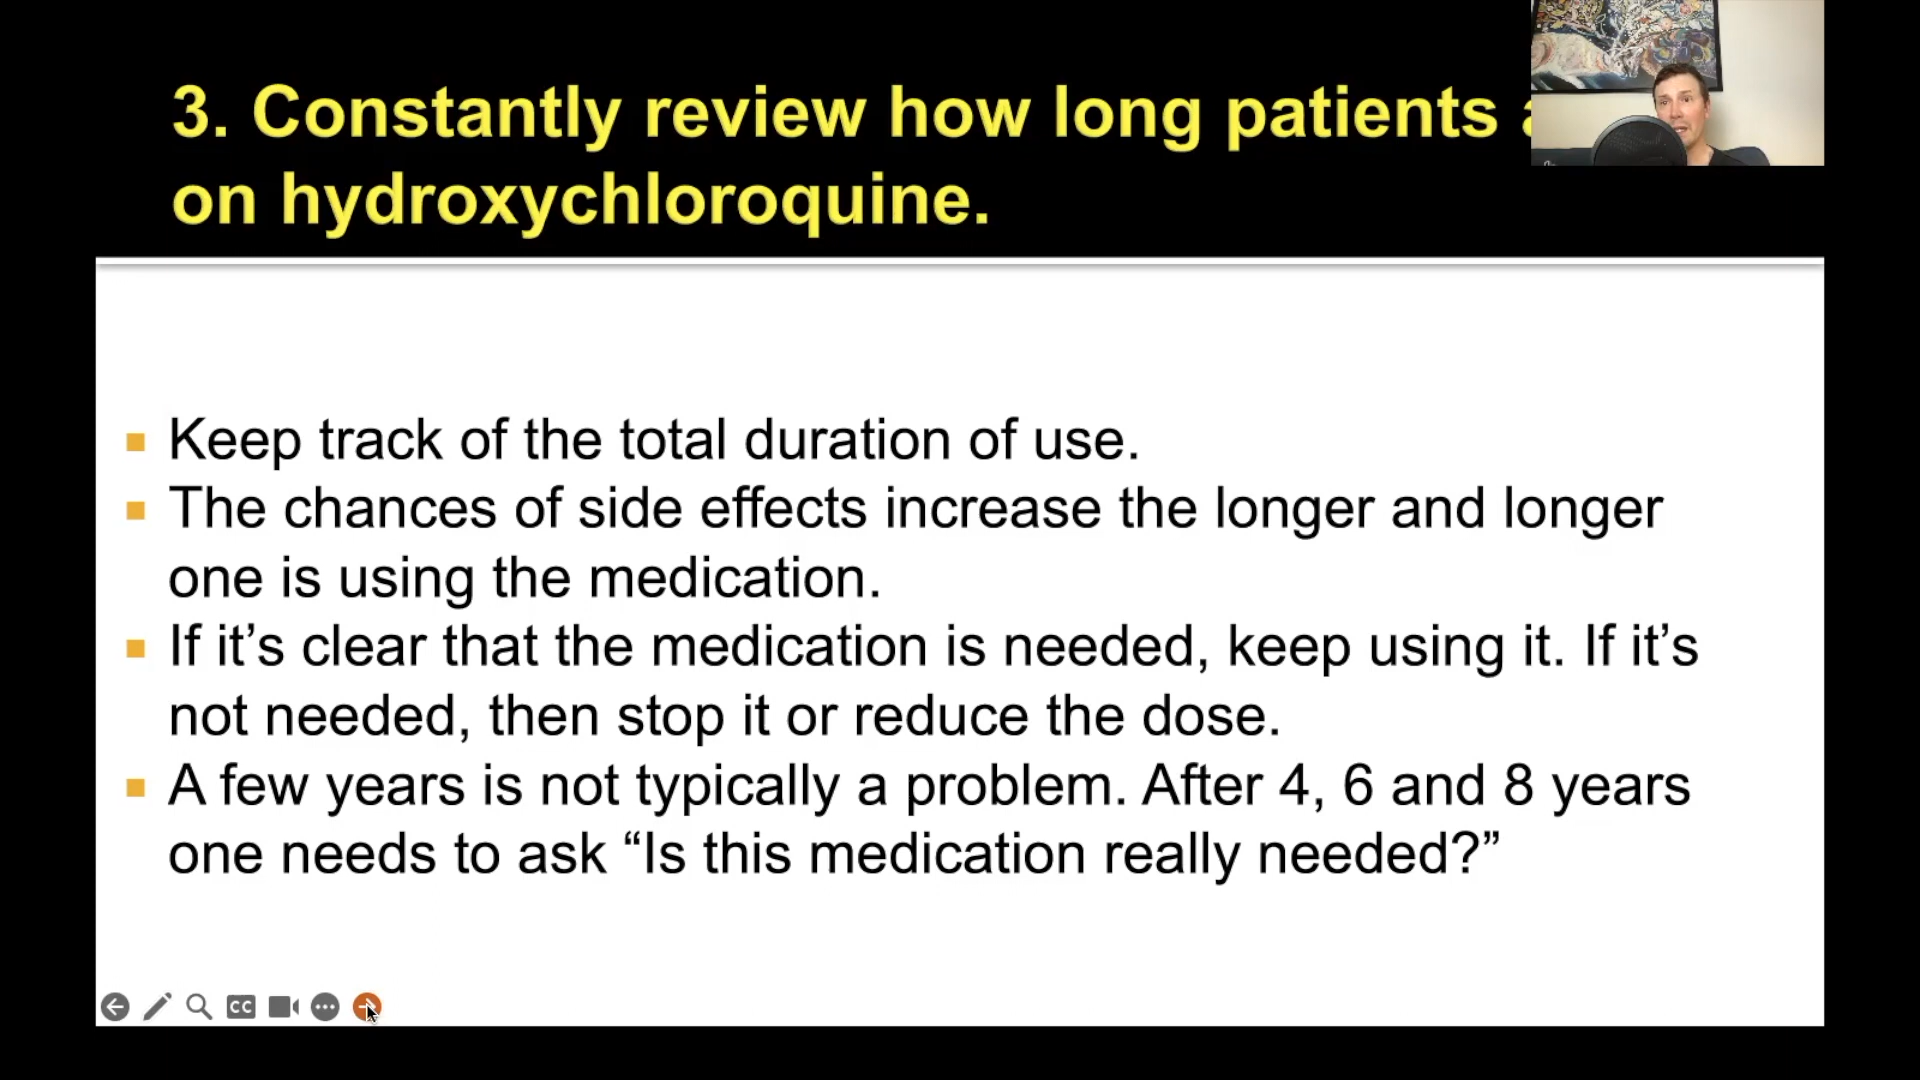 3. Constantly review how long patients
on hydroxychloroquine.
Keep track of the total duration of use.
The chances of side effects increase the longer and longer
one is using the medication.
If it’s clear that the medication is needed, keep using it. If it’s
not needed, then stop it or reduce the dose.
A few years is not typically a problem. After 4, 6 and 8 years
one needs to ask “Is this medication really needed?”
CC